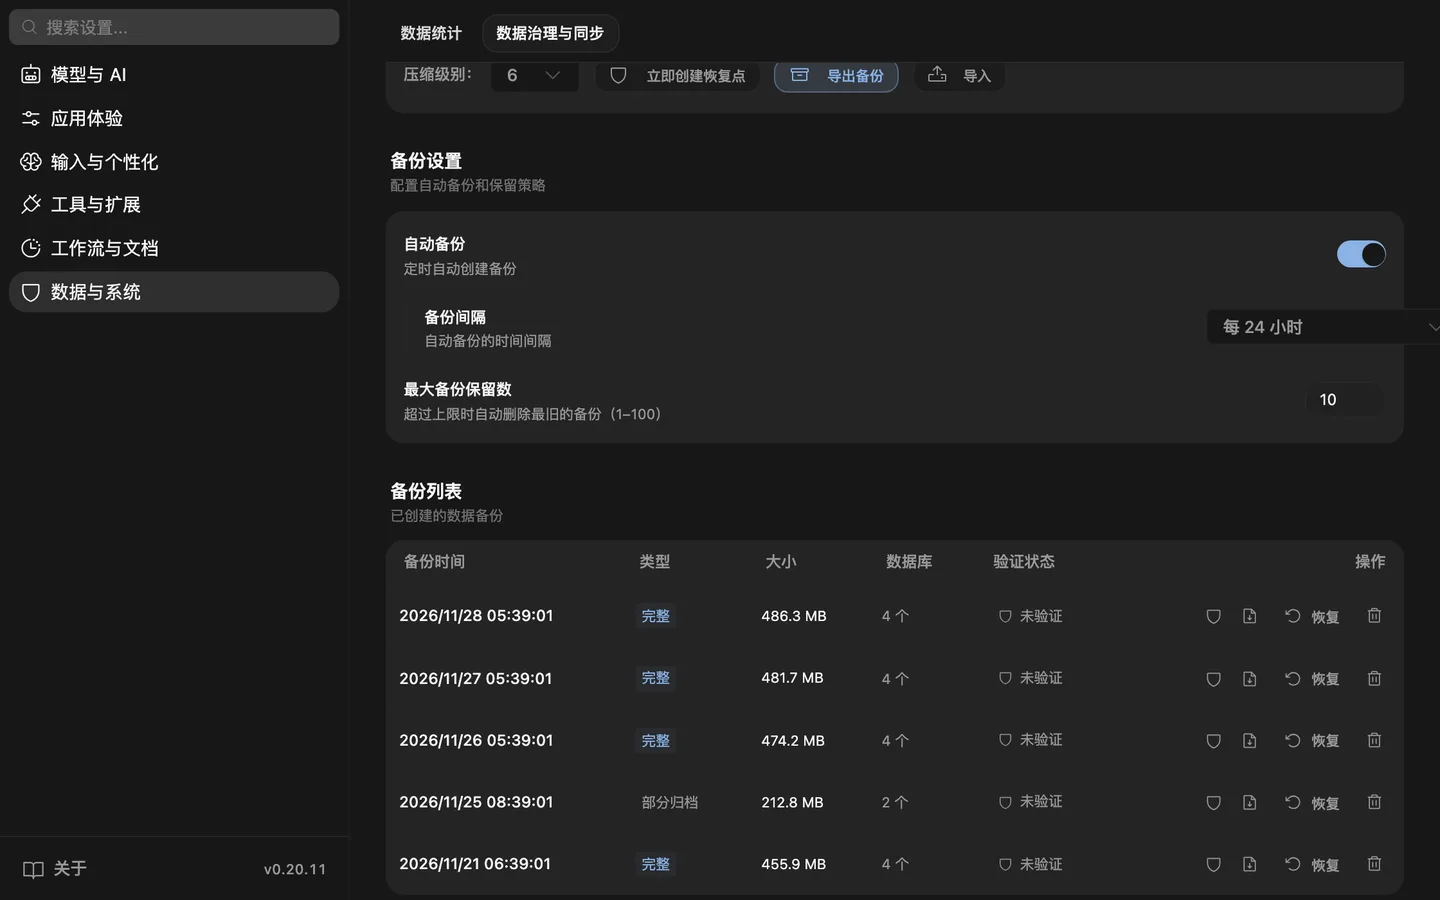 搜索设置...
模型与 AI
应用体验
输入与个性化
工具与扩展
工作流与文档
数据与系统
关于 v0.20.11
数据统计 数据治理与同步
压缩级别： 6 立即创建恢复点 导出备份 导入
备份设置
配置自动备份和保留策略
自动备份
定时自动创建备份
备份间隔
自动备份的时间间隔
每 24 小时
最大备份保留数
超过上限时自动删除最旧的备份（1–100）
10
备份列表
已创建的数据备份
备份时间 类型 大小 数据库 验证状态 操作
2026/11/28 05:39:01 完整 486.3 MB 4 个 未验证 恢复
2026/11/27 05:39:01 完整 481.7 MB 4 个 未验证 恢复
2026/11/26 05:39:01 完整 474.2 MB 4 个 未验证 恢复
2026/11/25 08:39:01 部分归档 212.8 MB 2 个 未验证 恢复
2026/11/21 06:39:01 完整 455.9 MB 4 个 未验证 恢复